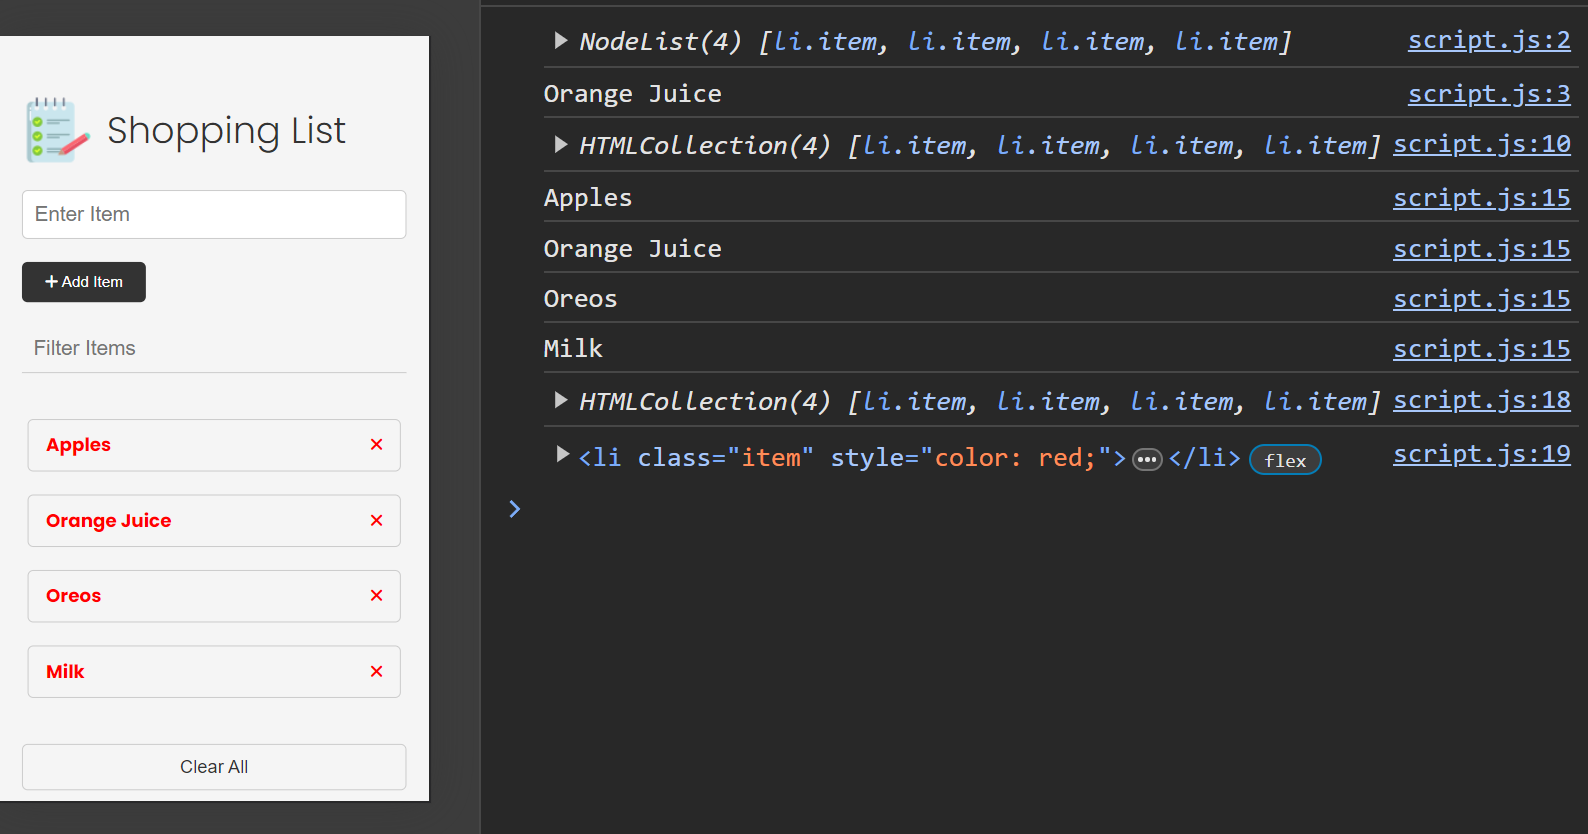 Shopping List
Enter Item
+ Add Item
Filter Items
Apples ✕
Orange Juice ✕
Oreos ✕
Milk ✕
Clear All
▶ NodeList(4) [li.item, li.item, li.item, li.item] script.js:2
Orange Juice script.js:3
▶ HTMLCollection(4) [li.item, li.item, li.item, li.item] script.js:10
Apples script.js:15
Orange Juice script.js:15
Oreos script.js:15
Milk script.js:15
▶ HTMLCollection(4) [li.item, li.item, li.item, li.item] script.js:18
▶ <li class="item" style="color: red;">…</li> flex script.js:19